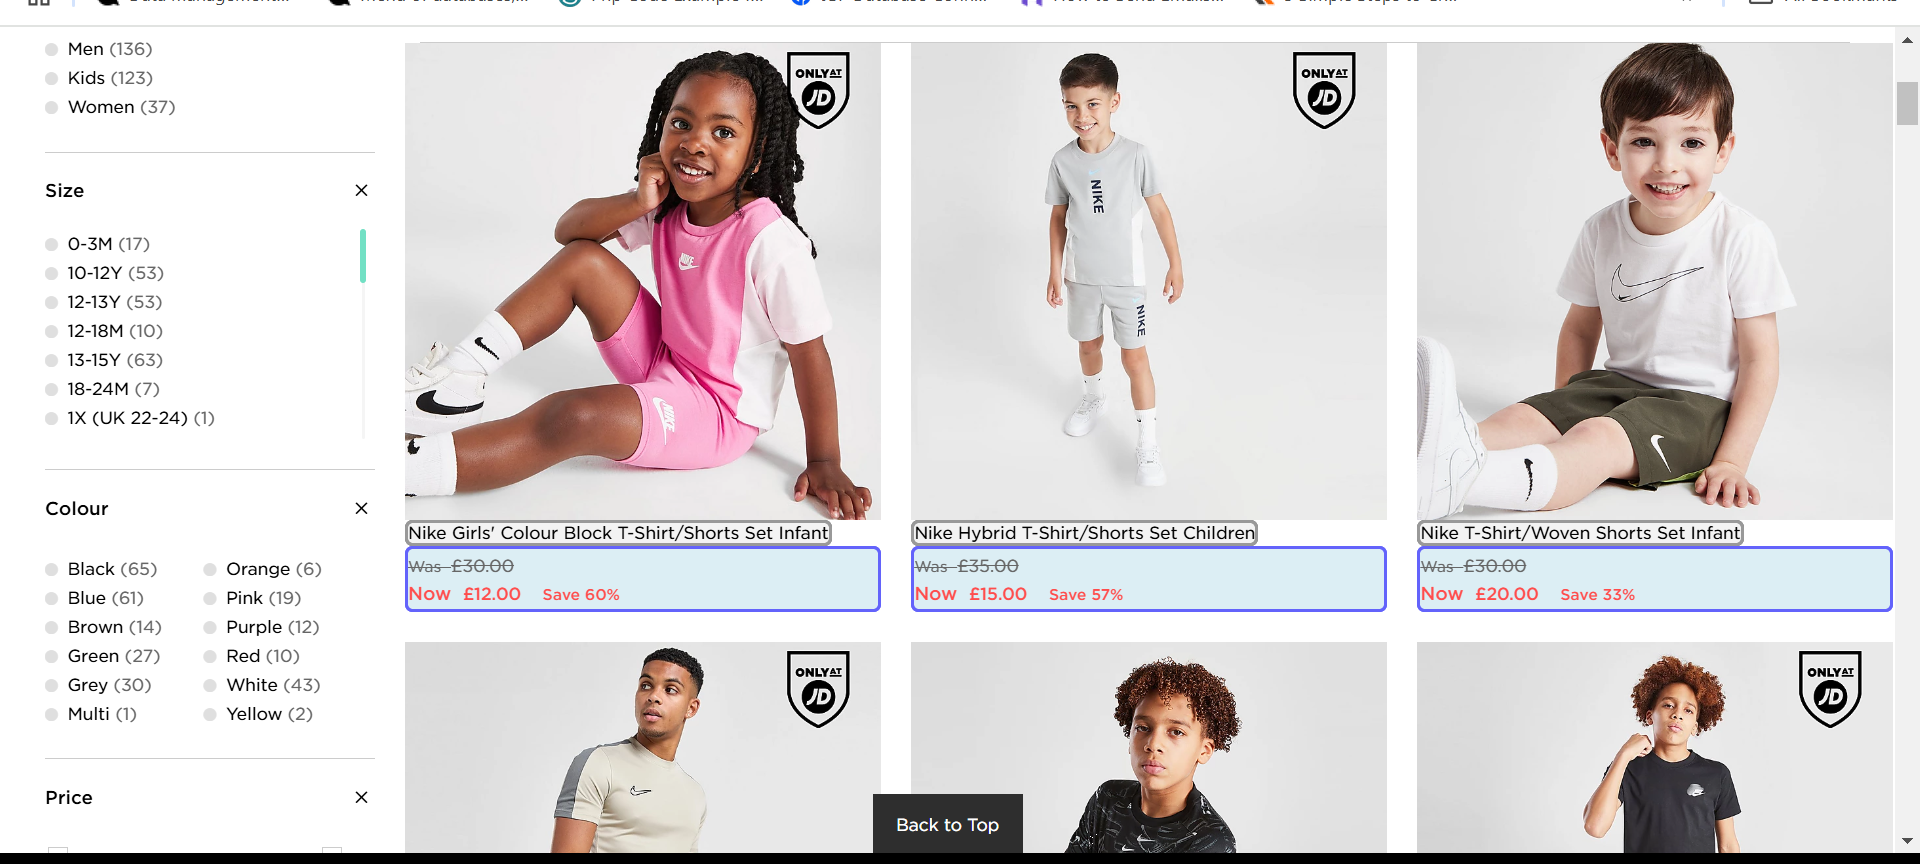 Men (136)
Kids (123)
Women (37)
Size
0-3M (17)
10-12Y (53)
12-13Y (53)
12-18M (10)
13-15Y (63)
18-24M (7)
1X (UK 22-24) (1)
Colour
Black (65)
Orange (6)
Blue (61)
Pink (19)
Brown (14)
Purple (12)
Green (27)
Red (10)
Grey (30)
White (43)
Multi (1)
Yellow (2)
Price
ONLY AT
JD
ONLY AT
JD
NIKE
NIKE
NIKE
NIKE
Nike Girls' Colour Block T-Shirt/Shorts Set Infant
Was £30.00
Now £12.00 Save 60%
Nike Hybrid T-Shirt/Shorts Set Children
Was £35.00
Now £15.00 Save 57%
Nike T-Shirt/Woven Shorts Set Infant
Was £30.00
Now £20.00 Save 33%
ONLY AT
JD
ONLY AT
JD
Back to Top